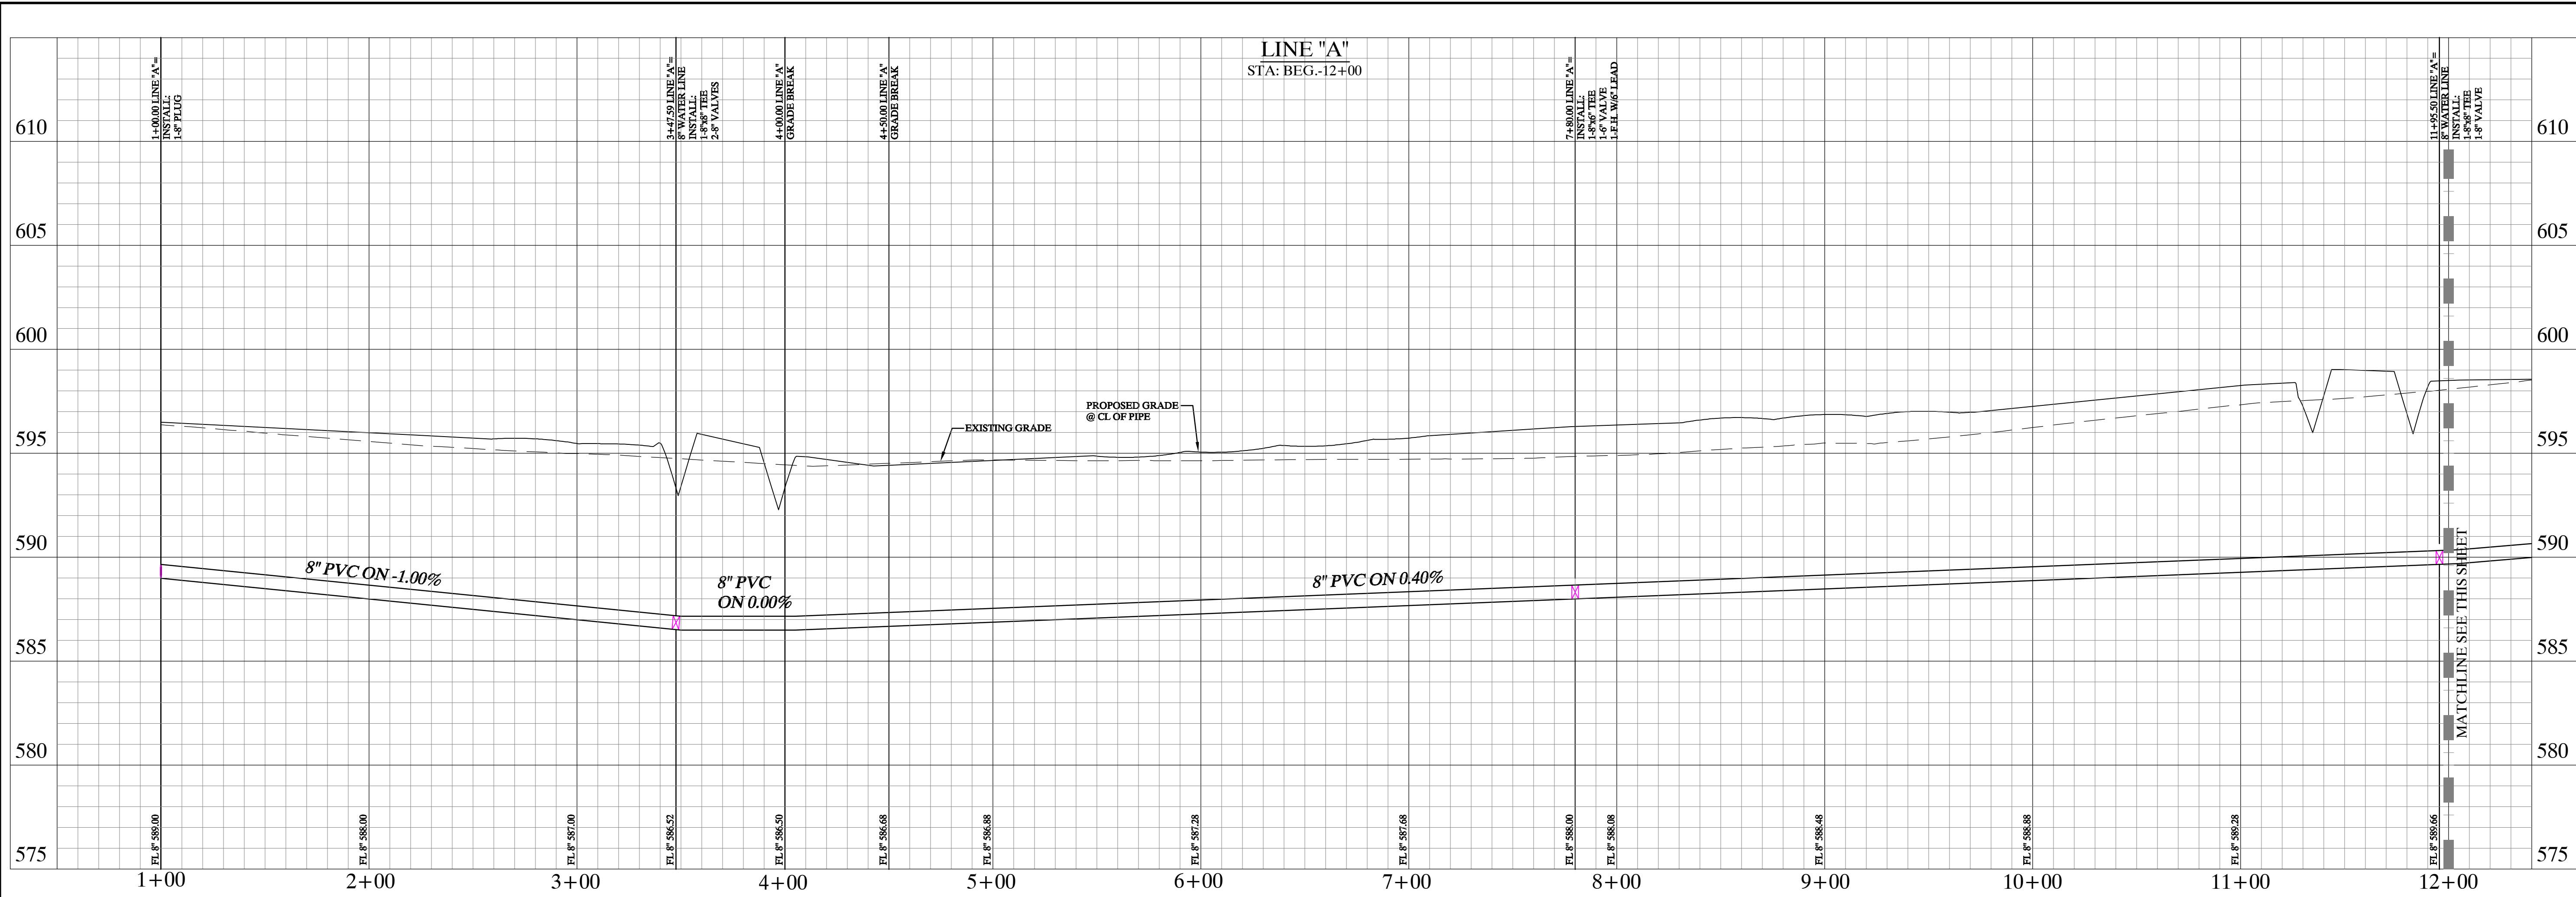 LINE "A"
STA: BEG.-12+00
1+00.00 LINE "A"=
INSTALL:
1-8" PLUG
3+47.59 LINE "A"=
8" WATER LINE
INSTALL:
1-8"x8" TEE
2-8" VALVES
4+00.00 LINE "A"
GRADE BREAK
4+50.00 LINE "A"
GRADE BREAK
7+80.00 LINE "A"=
INSTALL:
1-8"x6" TEE
1-6" VALVE
1-F.H. W/6" LEAD
11+95.50 LINE "A"=
8" WATER LINE
INSTALL:
1-8"x8" TEE
1-8" VALVE
610
610
605
605
600
600
595
595
590
590
585
585
580
580
575
575
PROPOSED GRADE
@ CL OF PIPE
EXISTING GRADE
8" PVC ON -1.00%
8" PVC
ON 0.00%
8" PVC ON 0.40%
MATCHLINE SEE THIS SHEET
FL 8" 589.00
FL 8" 588.00
FL 8" 587.00
FL 8" 586.52
FL 8" 586.50
FL 8" 586.68
FL 8" 586.88
FL 8" 587.28
FL 8" 587.68
FL 8" 588.00
FL 8" 588.08
FL 8" 588.48
FL 8" 588.88
FL 8" 589.28
FL 8" 589.66
1+00
2+00
3+00
4+00
5+00
6+00
7+00
8+00
9+00
10+00
11+00
12+00